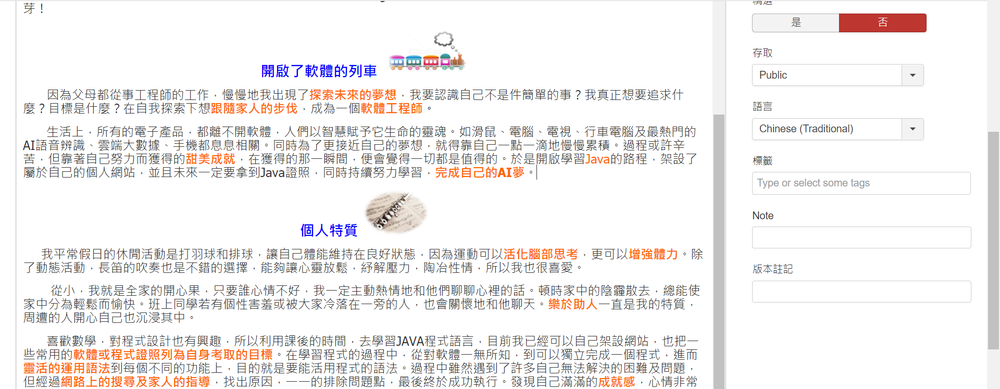 芽！
開啟了軟體的列車
因為父母都從事工程師的工作，慢慢地我出現了探索未來的夢想，我要認識自己不是件簡單的事？我真正想要追求什
麼？目標是什麼？在自我探索下想跟隨家人的步伐，成為一個軟體工程師。
生活上，所有的電子產品，都離不開軟體，人們以智慧賦予它生命的靈魂。如滑鼠、電腦、電視、行車電腦及最熱門的
AI語音辨識、雲端大數據、手機都息息相關。同時為了更接近自己的夢想，就得靠自己一點一滴地慢慢累積。過程或許辛
苦，但靠著自己努力而獲得的甜美成就，在獲得的那一瞬間，便會覺得一切都是值得的。於是開啟學習Java的路程，架設了
屬於自己的個人網站，並且未來一定要拿到Java證照，同時持續努力學習，完成自己的AI夢。
個人特質
我平常假日的休閒活動是打羽球和排球，讓自己體能維持在良好狀態，因為運動可以活化腦部思考，更可以增強體力。除
了動態活動，長笛的吹奏也是不錯的選擇，能夠讓心靈放鬆，紓解壓力，陶冶性情，所以我也很喜愛。
從小，我就是全家的開心果，只要誰心情不好，我一定主動熱情地和他們聊聊心裡的話。頓時家中的陰霾散去，總能使
家中分為輕鬆而愉快。班上同學若有個性害羞或被大家冷落在一旁的人，也會關懷地和他聊天。樂於助人一直是我的特質，
周遭的人開心自己也沉浸其中。
喜歡數學，對程式設計也有興趣，所以利用課後的時間，去學習JAVA程式語言，目前我已經可以自己架設網站，也把一
些常用的軟體或程式證照列為自身考取的目標。在學習程式的過程中，從對軟體一無所知，到可以獨立完成一個程式，進而
靈活的運用語法到每個不同的功能上，目的就是要能活用程式的語法。過程中雖然遇到了許多自己無法解決的困難及問題，
但經過網路上的搜尋及家人的指導，找出原因，一一的排除問題點，最後終於成功執行。發現自己滿滿的成就感，心情非常
精選
是
否
存取
Public
語言
Chinese (Traditional)
標籤
Type or select some tags
Note
版本註記